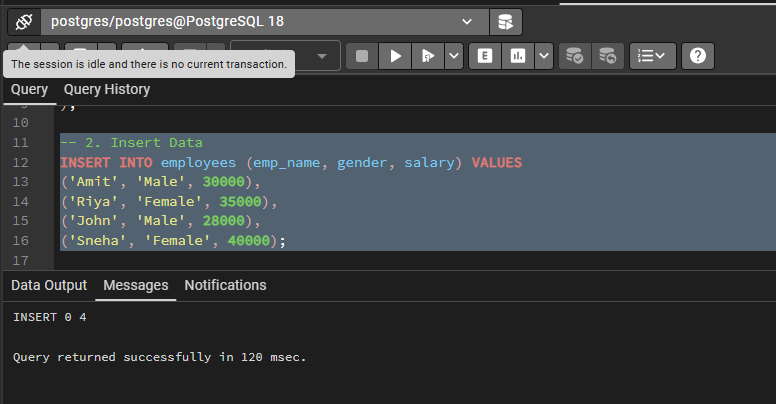 postgres/postgres@PostgreSQL 18
The session is idle and there is no current transaction.
E
?
Query Query History
);
10
11 -- 2. Insert Data
12 INSERT INTO employees (emp_name, gender, salary) VALUES
13 ('Amit', 'Male', 30000),
14 ('Riya', 'Female', 35000),
15 ('John', 'Male', 28000),
16 ('Sneha', 'Female', 40000);
17
Data Output Messages Notifications
INSERT 0 4
Query returned successfully in 120 msec.